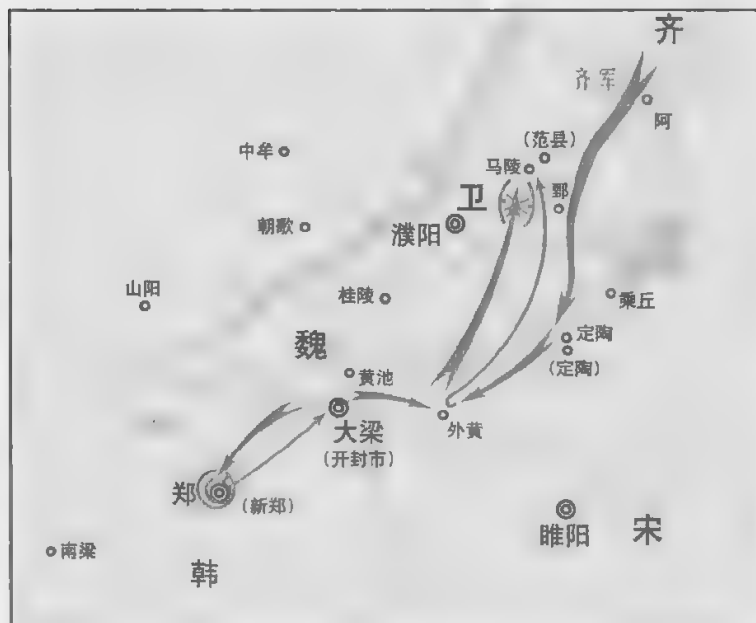 齐
齐军
阿
(范县)
中牟
马陵
鄄
卫
朝歌
濮阳
山阳
桂陵
乘丘
定陶
魏
(定陶)
黄池
外黄
大梁
(开封市)
郑
(新郑)
睢阳
宋
南梁
韩